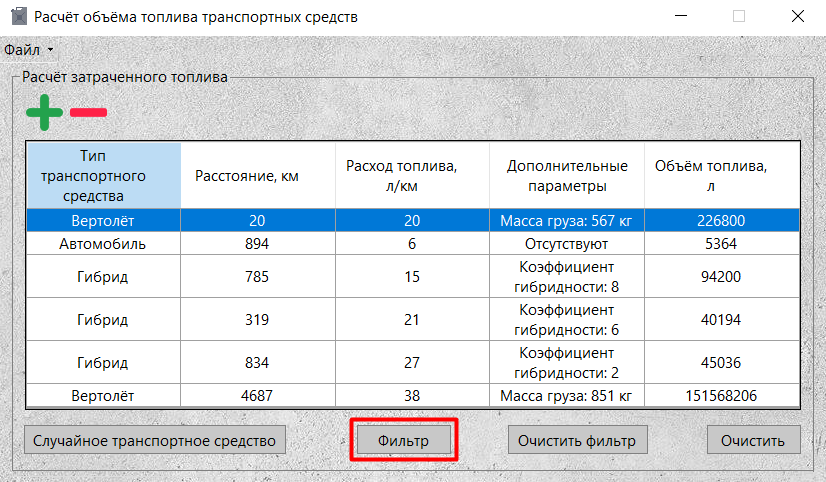 Расчёт объёма топлива транспортных средств
Файл
Расчёт затраченного топлива
Тип
транспортного
средства
Расстояние, км
Расход топлива,
л/км
Дополнительные
параметры
Объём топлива,
л
Вертолёт 20 20 Масса груза: 567 кг 226800
Автомобиль 894 6 Отсутствуют 5364
Гибрид 785 15 Коэффициент
гибридности: 8 94200
Гибрид 319 21 Коэффициент
гибридности: 6 40194
Гибрид 834 27 Коэффициент
гибридности: 2 45036
Вертолёт 4687 38 Масса груза: 851 кг 151568206
Случайное транспортное средство Фильтр Очистить фильтр Очистить